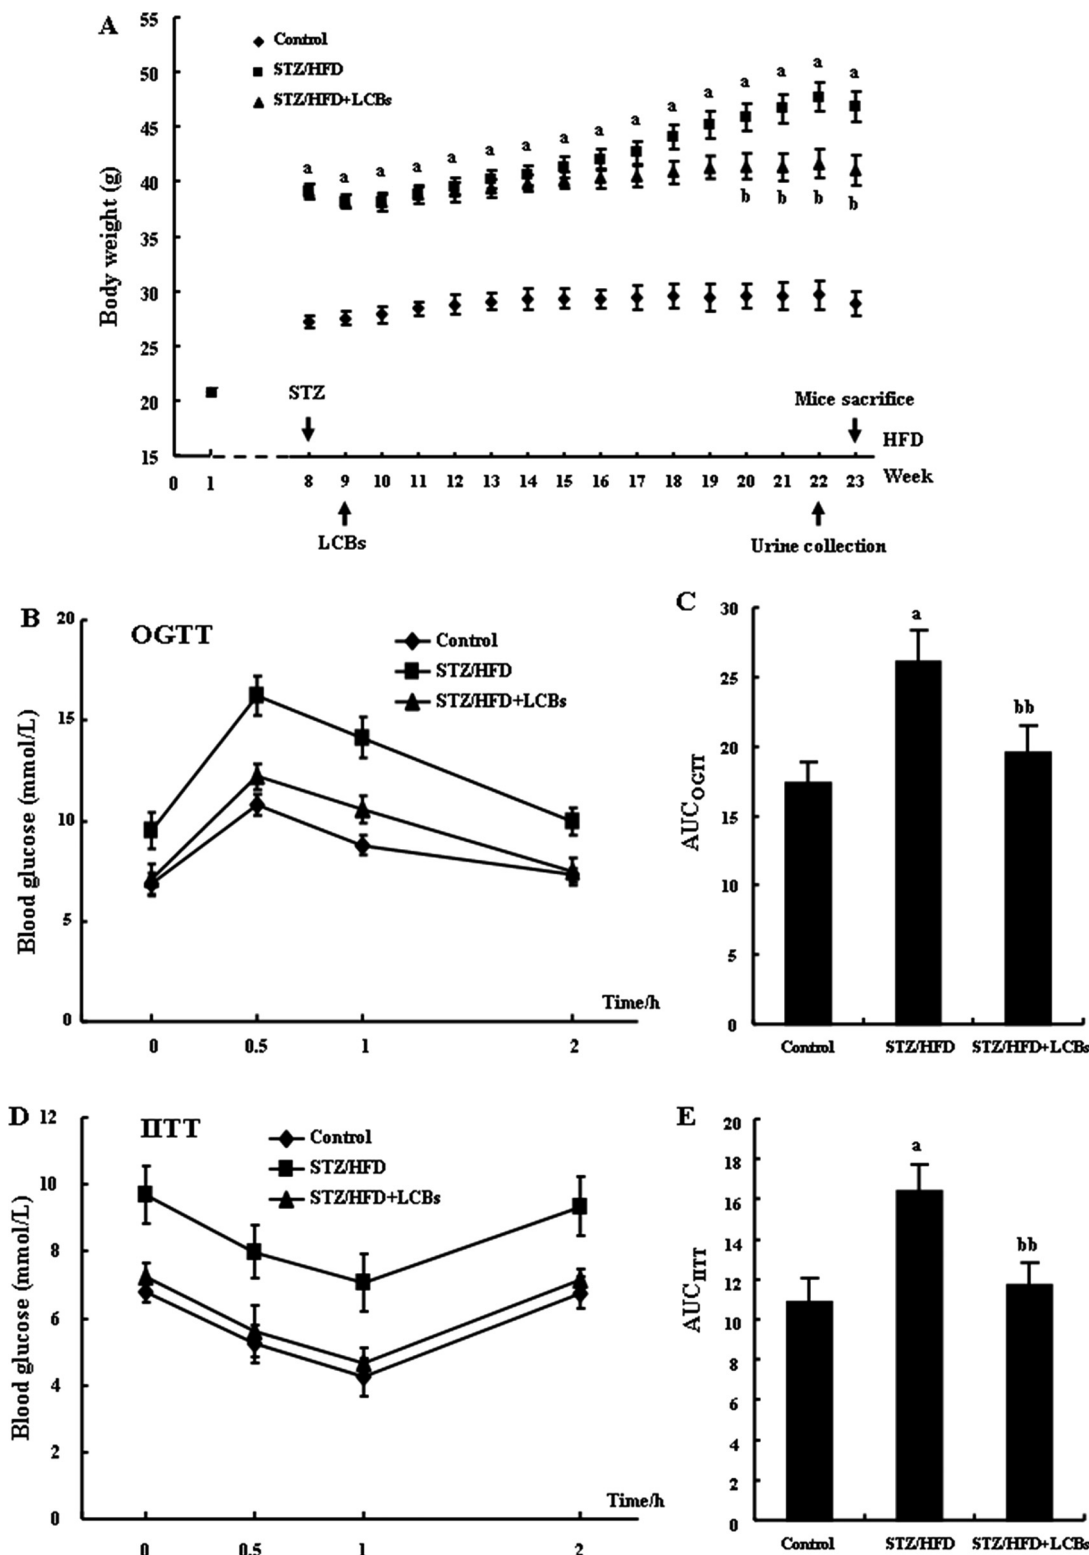 A
55
50
45
40
35
30
25
20
15
Body weight (g)
Control
STZ/HFD
STZ/HFD+LCBs
a a a a a a a a a a a a a a a a
b b b b
STZ
Mice sacrifice
HFD
0 1 8 9 10 11 12 13 14 15 16 17 18 19 20 21 22 23
Week
LCBs
Urine collection
B
OGTT
20
15
10
5
0
Blood glucose (mmol/L)
Control
STZ/HFD
STZ/HFD+LCBs
Time/h
0 0.5 1 2
C
30
25
20
15
10
5
0
AUCOGTT
a
bb
Control STZ/HFD STZ/HFD+LCBs
D
IITT
12
10
8
6
4
2
0
Blood glucose (mmol/L)
Control
STZ/HFD
STZ/HFD+LCBs
Time/h
0 0.5 1 2
E
20
18
16
14
12
10
8
6
4
2
0
AUCIITT
a
bb
Control STZ/HFD STZ/HFD+LCBs